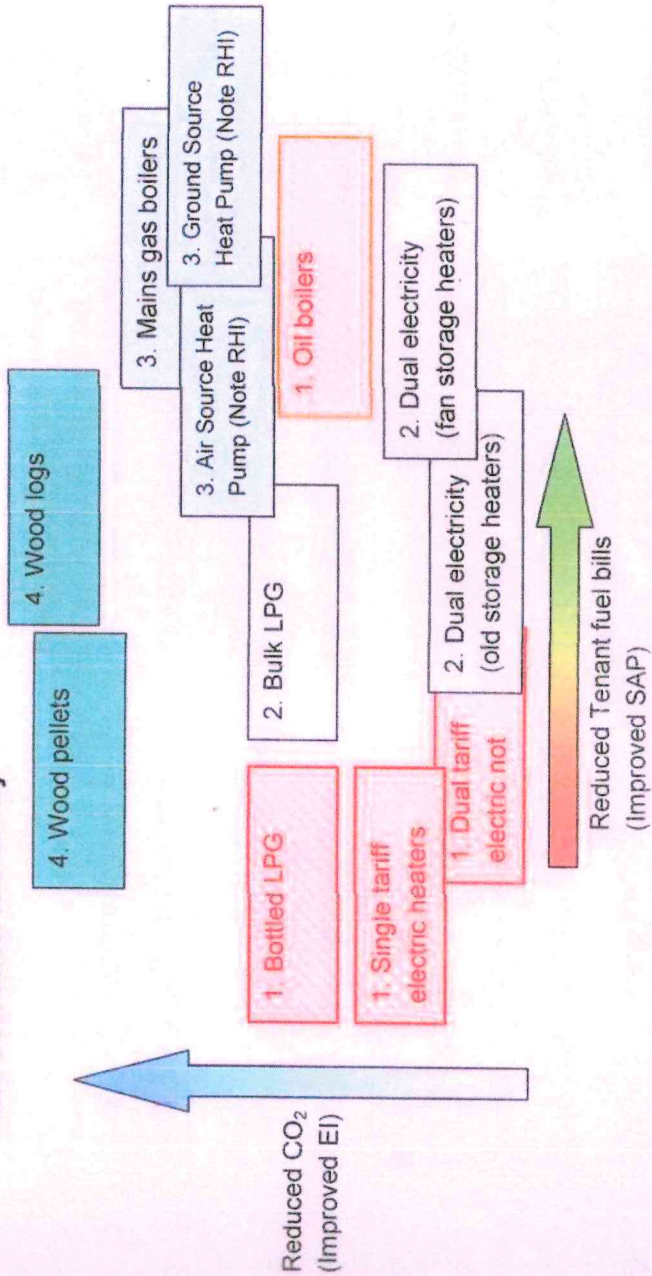 4. Wood logs
4. Wood pellets
3. Mains gas boilers
3. Ground Source
Heat Pump (Note RHI)
3. Air Source Heat
Pump (Note RHI)
2. Bulk LPG
1. Bottled LPG
1. Oil boilers
1. Single tariff
electric heaters
2. Dual electricity
(fan storage heaters)
2. Dual electricity
(old storage heaters)
1. Dual tariff
electric not
Reduced CO₂
(Improved EI)
Reduced Tenant fuel bills
(Improved SAP)